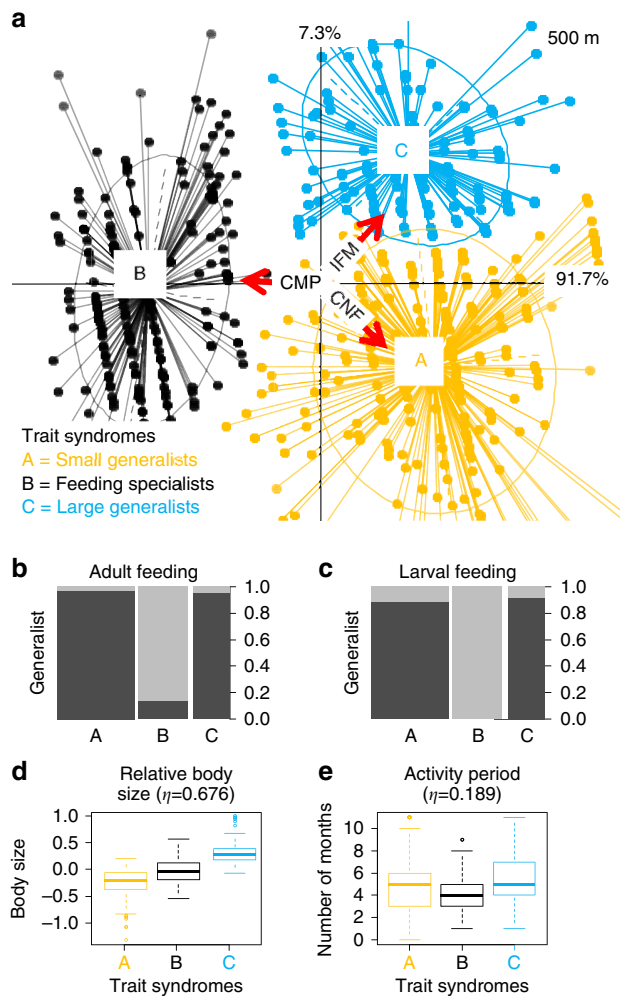 a
7.3%
500 m
C
B
IFM
CMP
91.7%
CNF
A
Trait syndromes
A = Small generalists
B = Feeding specialists
C = Large generalists
b
Adult feeding
Generalist
1.0
0.8
0.6
0.4
0.2
0.0
A B C
c
Larval feeding
Generalist
1.0
0.8
0.6
0.4
0.2
0.0
A B C
d
Relative body
size (η=0.676)
Body size
1.0
0.5
0.0
−0.5
−1.0
A B C
Trait syndromes
e
Activity period
(η=0.189)
Number of months
10
8
6
4
2
0
A B C
Trait syndromes